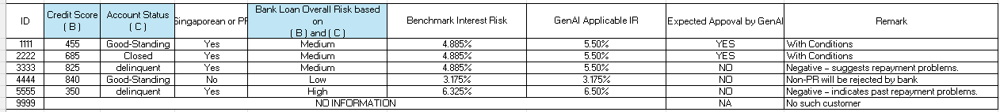 ID Credit Score Account Status Singaporean or PR Bank Loan Overall Risk based Benchmark Interest Risk GenAI Applicable IR Expected Appoval by GenAI Remark
( B ) ( C ) on
( B ) and ( C )
1111 455 Good-Standing Yes Medium 4.885% 5.50% YES With Conditions
2222 685 Closed Yes Medium 4.885% 5.50% YES With Conditions
3333 825 delinquent Yes Medium 4.885% 5.50% NO Negative – suggests repayment problems.
4444 840 Good-Standing No Low 3.175% 3.175% NO Non-PR will be rejected by bank
5555 350 delinquent Yes High 6.325% 6.50% NO Negative – indicates past repayment problems.
9999 NO INFORMATION NA No such customer